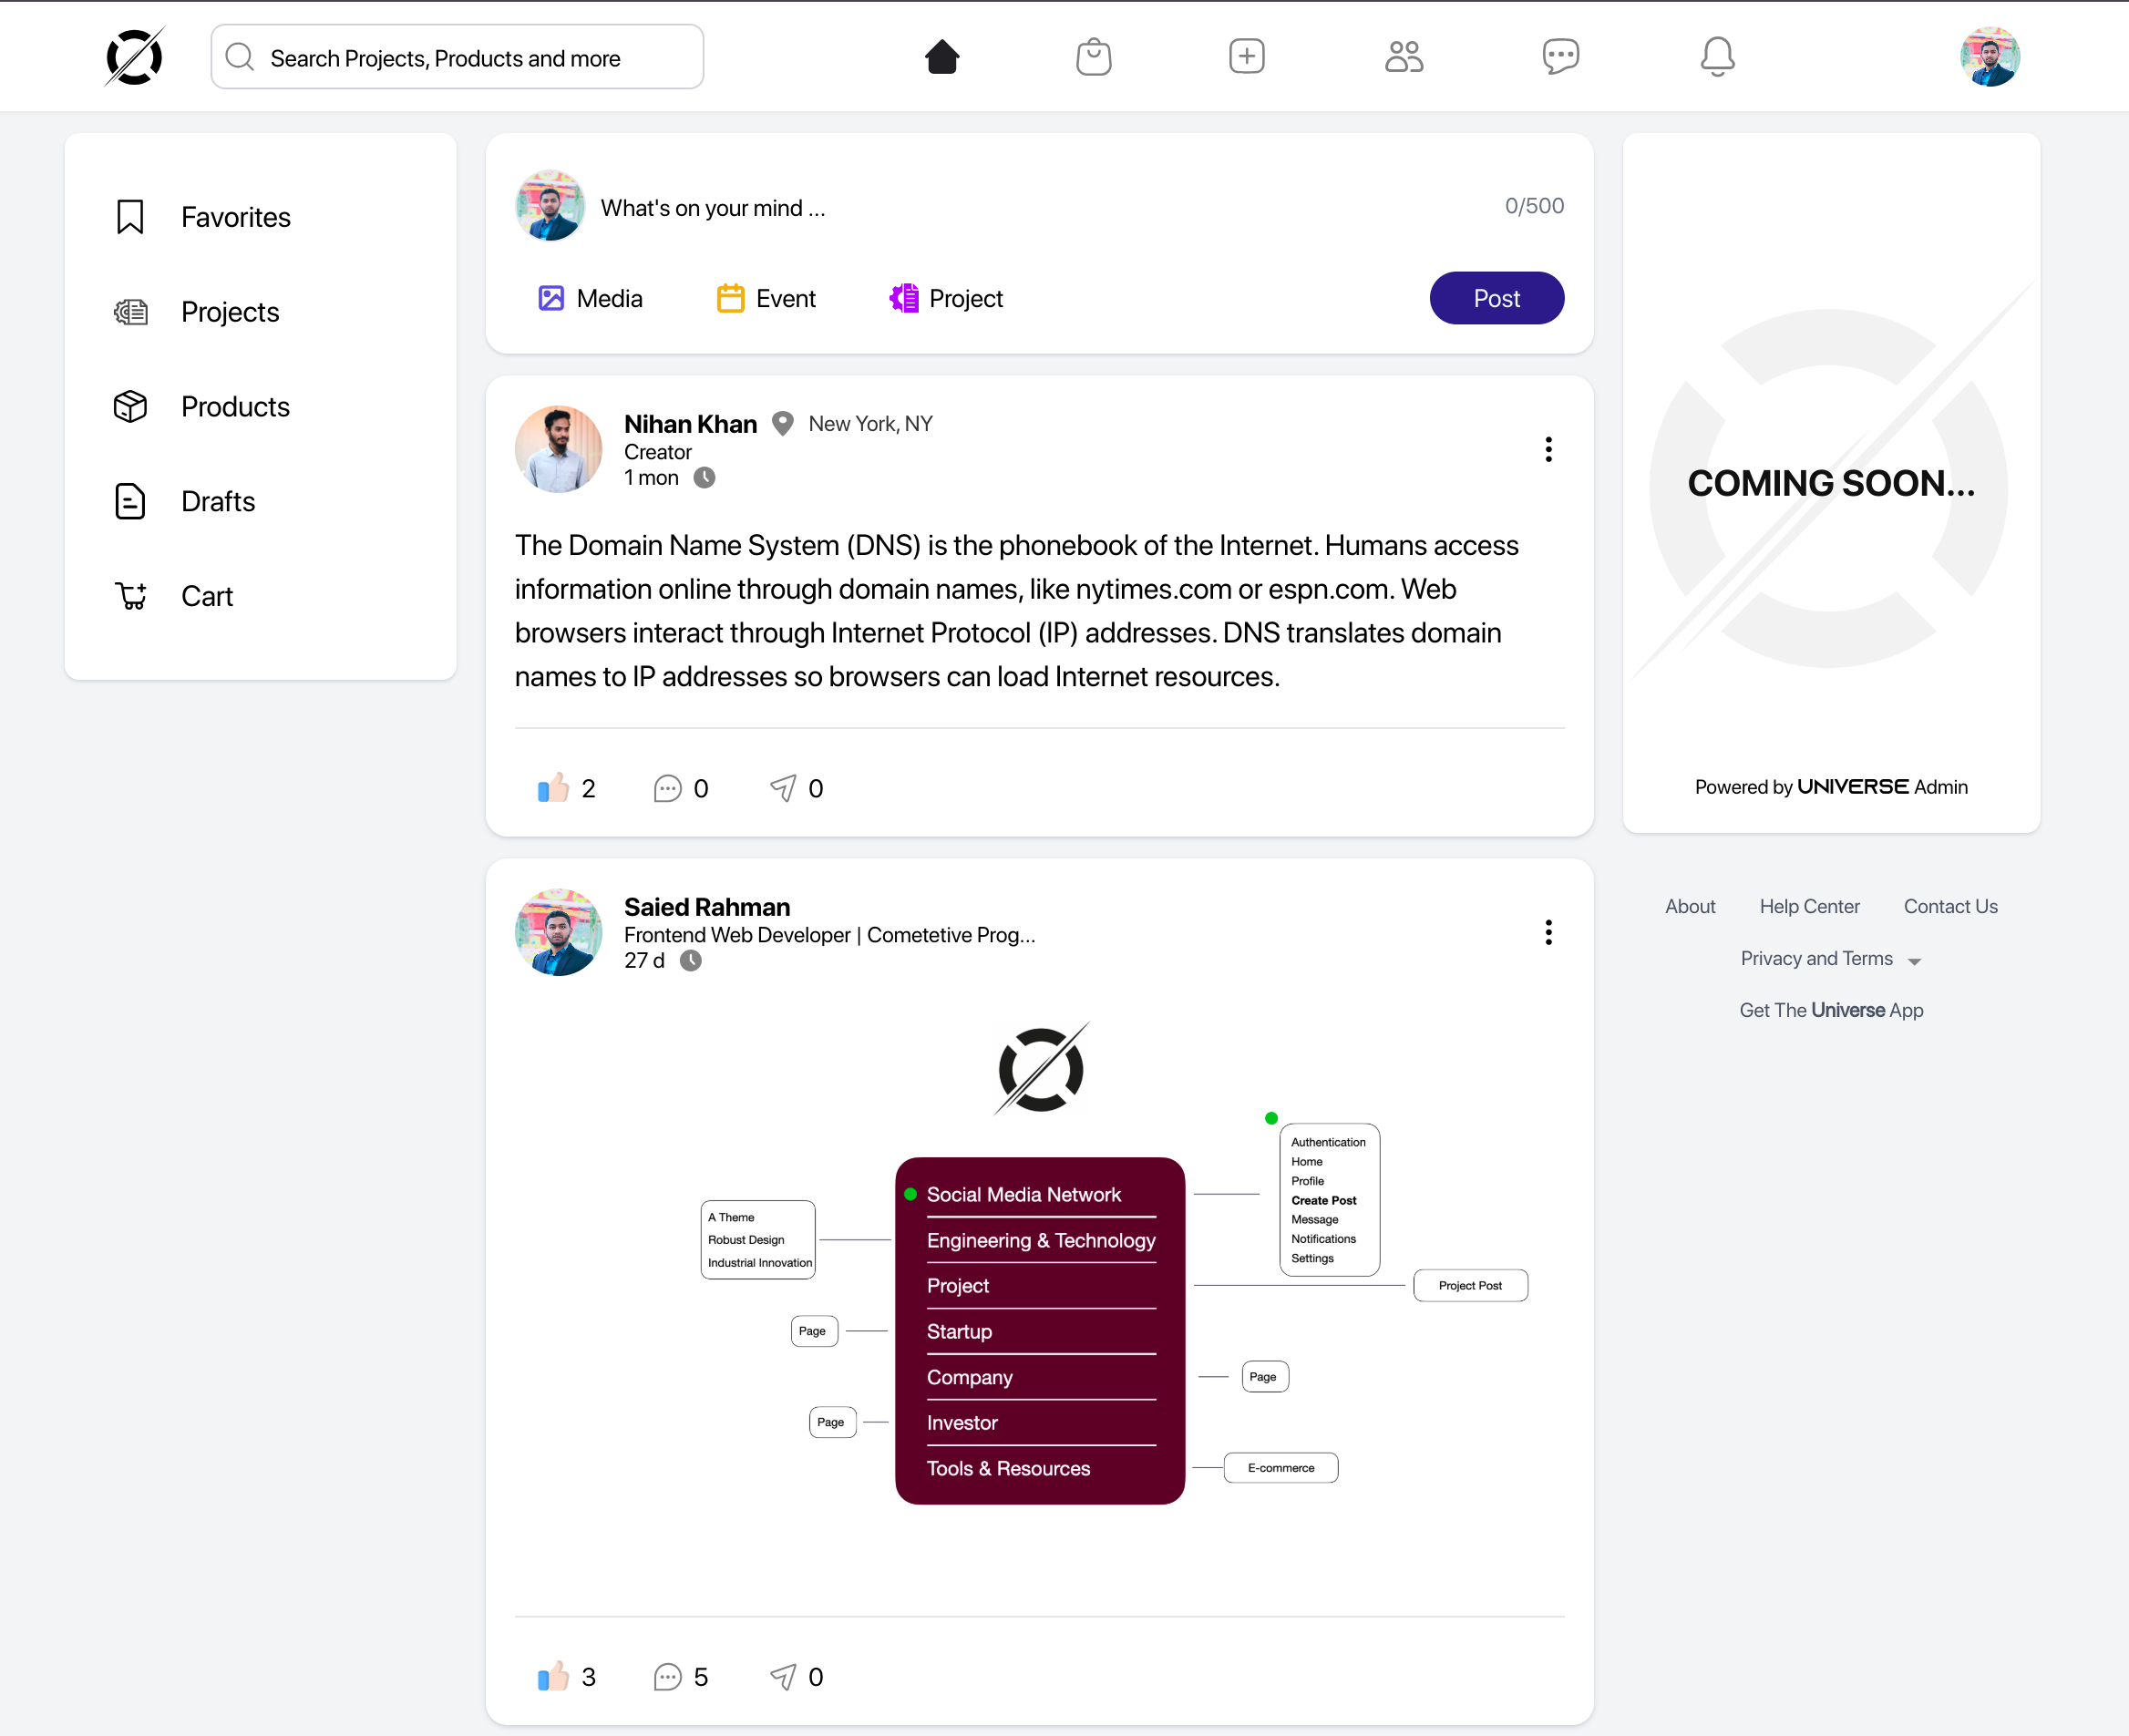 Search Projects, Products and more
Favorites
Projects
Products
Drafts
Cart
What's on your mind ...
0/500
Media
Event
Project
Post
Nihan Khan
New York, NY
Creator
1 mon
The Domain Name System (DNS) is the phonebook of the Internet. Humans access
information online through domain names, like nytimes.com or espn.com. Web
browsers interact through Internet Protocol (IP) addresses. DNS translates domain
names to IP addresses so browsers can load Internet resources.
2
0
0
Saied Rahman
Frontend Web Developer | Cometetive Prog...
27 d
A Theme
Robust Design
Industrial Innovation
Page
Page
Social Media Network
Engineering & Technology
Project
Startup
Company
Investor
Tools & Resources
Authentication
Home
Profile
Create Post
Message
Notifications
Settings
Project Post
Page
E-commerce
3
5
0
COMING SOON...
Powered by UNIVERSE Admin
About
Help Center
Contact Us
Privacy and Terms
Get The Universe App